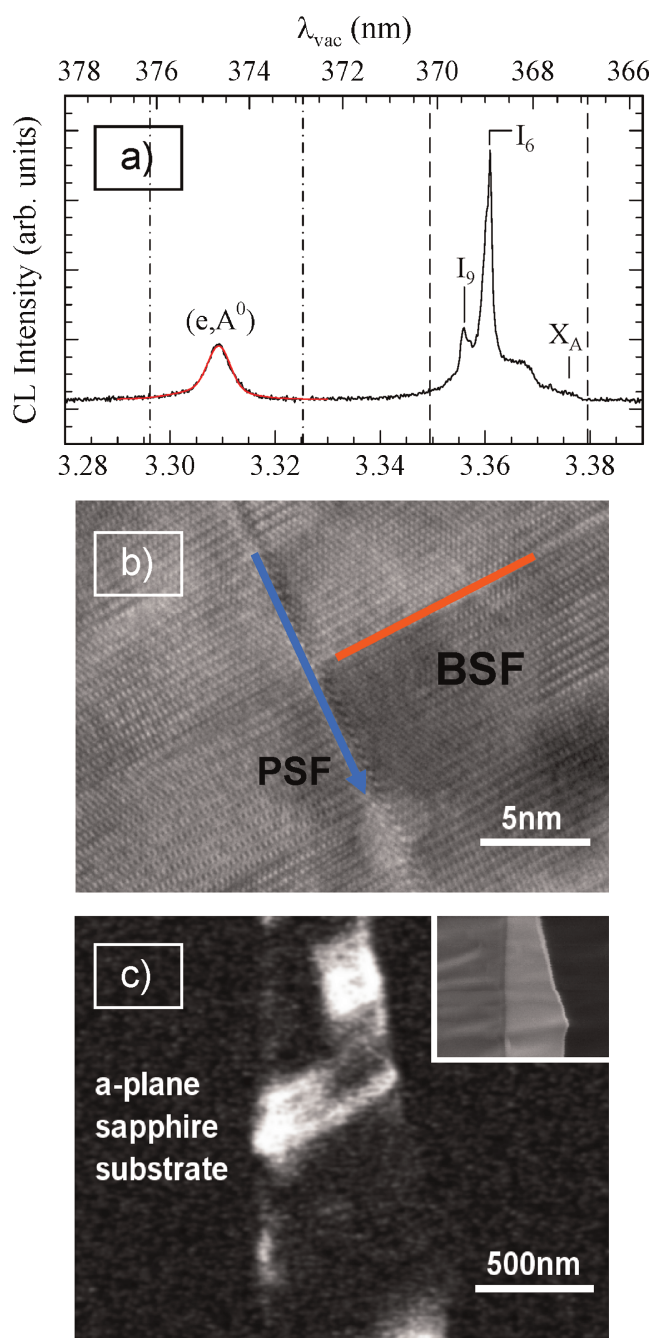 λvac (nm)
378 376 374 372 370 368 366
a)
CL Intensity (arb. units)
I6
I9
(e,A0)
XA
3.28 3.30 3.32 3.34 3.36 3.38
b)
BSF
PSF
5nm
c)
a-plane
sapphire
substrate
500nm